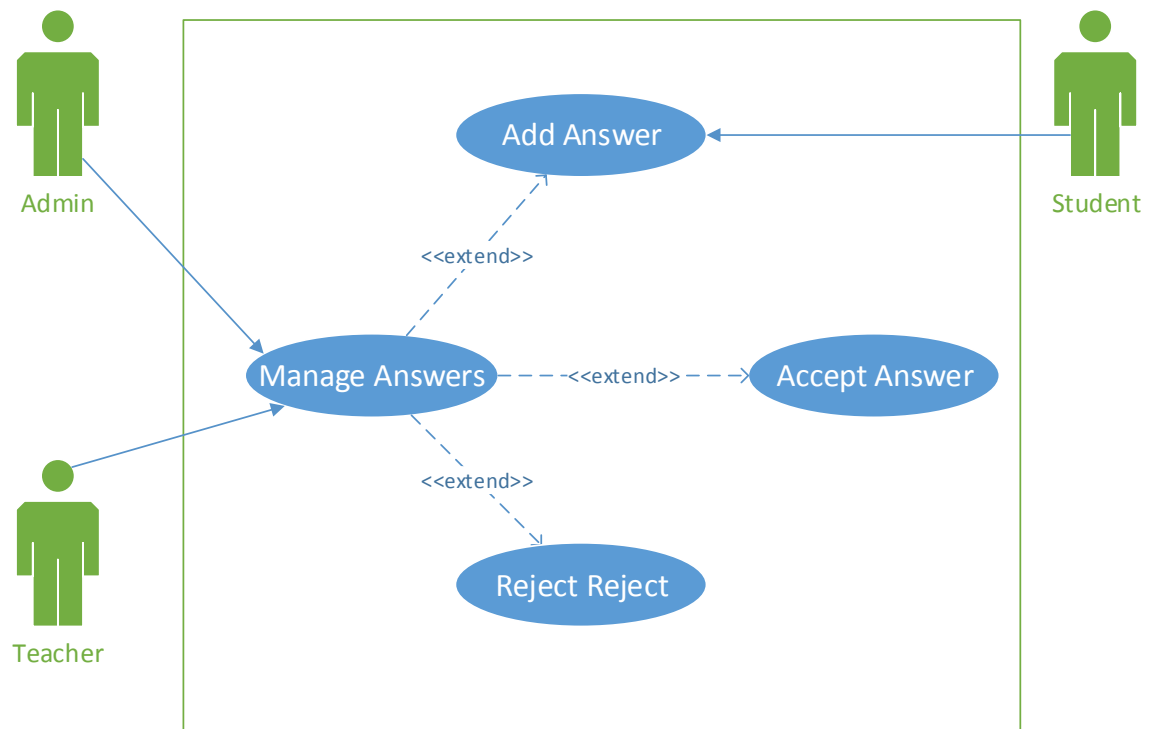 Add Answer
Admin
Student
<<extend>>
Manage Answers
<<extend>>
Accept Answer
<<extend>>
Reject Reject
Teacher